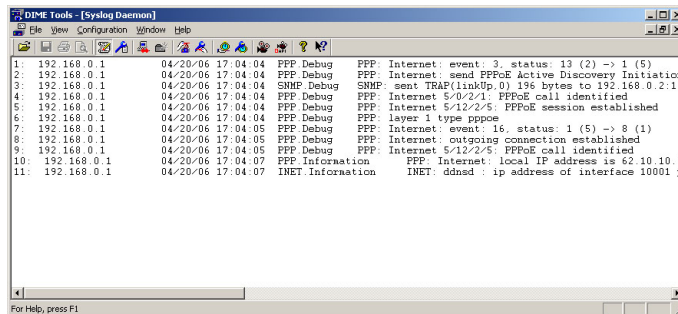 DIME Tools - [Syslog Daemon]
File View Configuration Window Help
1: 192.168.0.1 04/20/06 17:04:04 PPP.Debug PPP: Internet: event: 3, status: 13 (2) -> 1 (5)
2: 192.168.0.1 04/20/06 17:04:04 PPP.Debug PPP: Internet: send PPPoE Active Discovery Initiatio
3: 192.168.0.1 04/20/06 17:04:04 SNMP.Debug SNMP: sent TRAP(linkUp,0) 196 bytes to 192.168.0.2:1
4: 192.168.0.1 04/20/06 17:04:04 PPP.Debug PPP: Internet 5/0/2/1: PPPoE call identified
5: 192.168.0.1 04/20/06 17:04:04 PPP.Debug PPP: Internet 5/12/2/5: PPPoE session established
6: 192.168.0.1 04/20/06 17:04:04 PPP.Debug PPP: layer 1 type pppoe
7: 192.168.0.1 04/20/06 17:04:05 PPP.Debug PPP: Internet: event: 16, status: 1 (5) -> 8 (1)
8: 192.168.0.1 04/20/06 17:04:05 PPP.Debug PPP: Internet: outgoing connection established
9: 192.168.0.1 04/20/06 17:04:05 PPP.Debug PPP: Internet 5/12/2/5: PPPoE call identified
10: 192.168.0.1 04/20/06 17:04:07 PPP.Information PPP: Internet: local IP address is 62.10.10.
11: 192.168.0.1 04/20/06 17:04:07 INET.Information INET: ddnsd : ip address of interface 10001
For Help, press F1